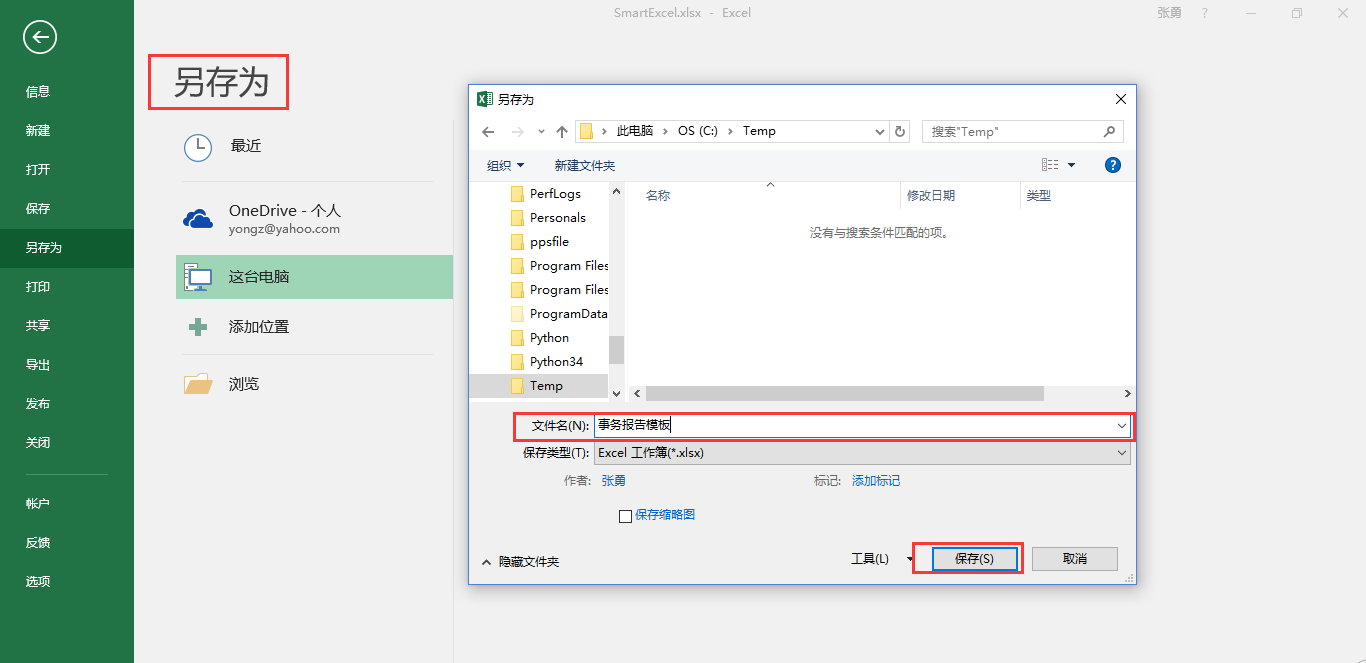 SmartExcel.xlsx - Excel
张勇
?
信息
新建
打开
保存
另存为
打印
共享
导出
发布
关闭
帐户
反馈
选项
另存为
最近
OneDrive - 个人
yongz@yahoo.com
这台电脑
添加位置
浏览
另存为
此电脑 > OS (C:) > Temp
搜索"Temp"
组织
新建文件夹
?
PerfLogs
Personals
ppsfile
Program Files
Program Files
ProgramData
Python
Python34
Temp
名称
修改日期
类型
没有与搜索条件匹配的项。
文件名(N): 事务报告模板
保存类型(T): Excel 工作簿(*.xlsx)
作者: 张勇
标记: 添加标记
保存缩略图
隐藏文件夹
工具(L)
保存(S)
取消